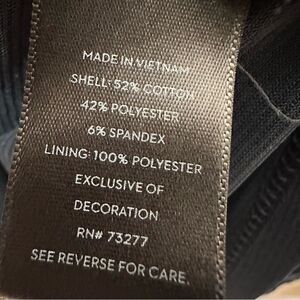 MADE IN VIETNAM
SHELL: 52% COTTON
42% POLYESTER
6% SPANDEX
LINING: 100% POLYESTER
EXCLUSIVE OF
DECORATION
RN# 73277
SEE REVERSE FOR CARE.